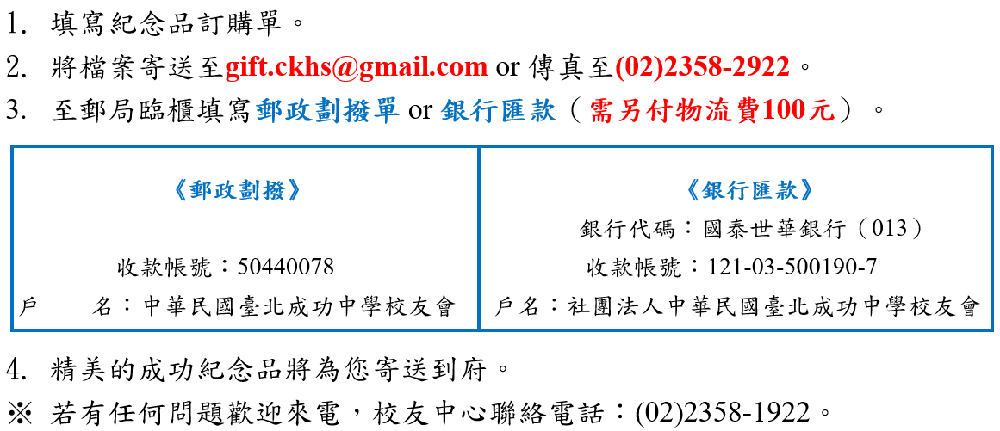 1. 填寫紀念品訂購單。
2. 將檔案寄送至gift.ckhs@gmail.com or 傳真至(02)2358-2922。
3. 至郵局臨櫃填寫郵政劃撥單 or 銀行匯款（需另付物流費100元）。
《郵政劃撥》
收款帳號：50440078
戶 名：中華民國臺北成功中學校友會
《銀行匯款》
銀行代碼：國泰世華銀行（013）
收款帳號：121-03-500190-7
戶名：社團法人中華民國臺北成功中學校友會
4. 精美的成功紀念品將為您寄送到府。
※ 若有任何問題歡迎來電，校友中心聯絡電話：(02)2358-1922。